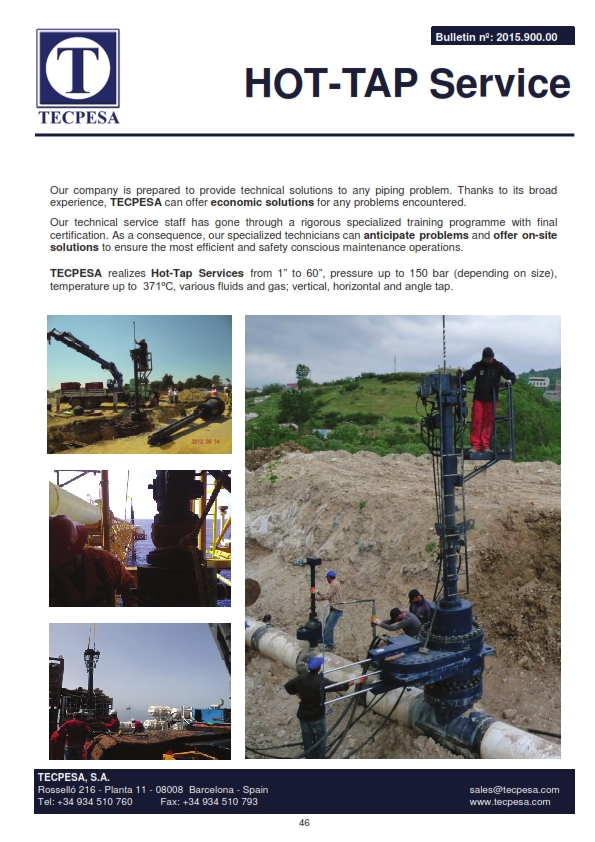 Bulletin nº: 2015.900.00
T
TECPESA
HOT-TAP Service
Our company is prepared to provide technical solutions to any piping problem. Thanks to its broad
experience, TECPESA can offer economic solutions for any problems encountered.
Our technical service staff has gone through a rigorous specialized training programme with final
certification. As a consequence, our specialized technicians can anticipate problems and offer on-site
solutions to ensure the most efficient and safety conscious maintenance operations.
TECPESA realizes Hot-Tap Services from 1” to 60”, pressure up to 150 bar (depending on size),
temperature up to 371ºC, various fluids and gas; vertical, horizontal and angle tap.
2012 06 14
TECPESA, S.A.
Rosselló 216 - Planta 11 - 08008 Barcelona - Spain
sales@tecpesa.com
Tel: +34 934 510 760 Fax: +34 934 510 793
www.tecpesa.com
46